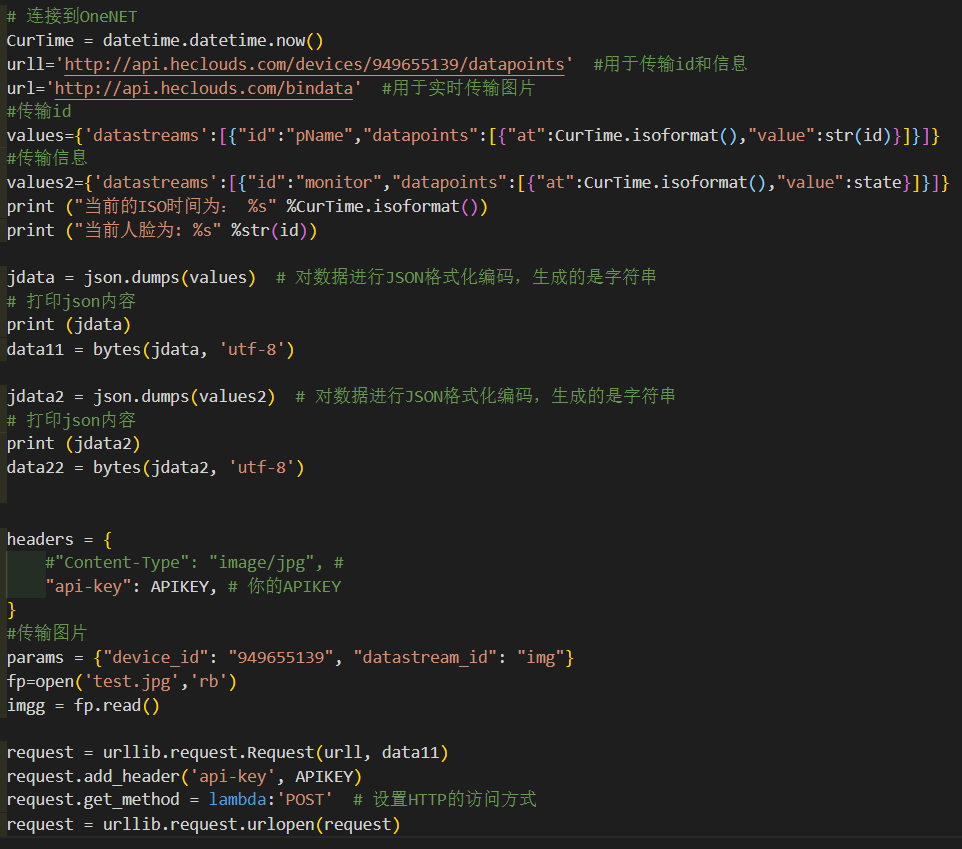 # 连接到OneNET
CurTime = datetime.datetime.now()
urll='http://api.heclouds.com/devices/949655139/datapoints'  #用于传输id和信息
url='http://api.heclouds.com/bindata'  #用于实时传输图片
#传输id
values={'datastreams':[{"id":"pName","datapoints":[{"at":CurTime.isoformat(),"value":str(id)}]}]}
#传输信息
values2={'datastreams':[{"id":"monitor","datapoints":[{"at":CurTime.isoformat(),"value":state}]}]}
print ("当前的ISO时间为： %s" %CurTime.isoformat())
print ("当前人脸为: %s" %str(id))
jdata = json.dumps(values)  # 对数据进行JSON格式化编码，生成的是字符串
# 打印json内容
print (jdata)
data11 = bytes(jdata, 'utf-8')
jdata2 = json.dumps(values2)  # 对数据进行JSON格式化编码，生成的是字符串
# 打印json内容
print (jdata2)
data22 = bytes(jdata2, 'utf-8')
headers = {
    #"Content-Type": "image/jpg", #
    "api-key": APIKEY, # 你的APIKEY
}
#传输图片
params = {"device_id": "949655139", "datastream_id": "img"}
fp=open('test.jpg','rb')
imgg = fp.read()
request = urllib.request.Request(urll, data11)
request.add_header('api-key', APIKEY)
request.get_method = lambda:'POST'  # 设置HTTP的访问方式
request = urllib.request.urlopen(request)